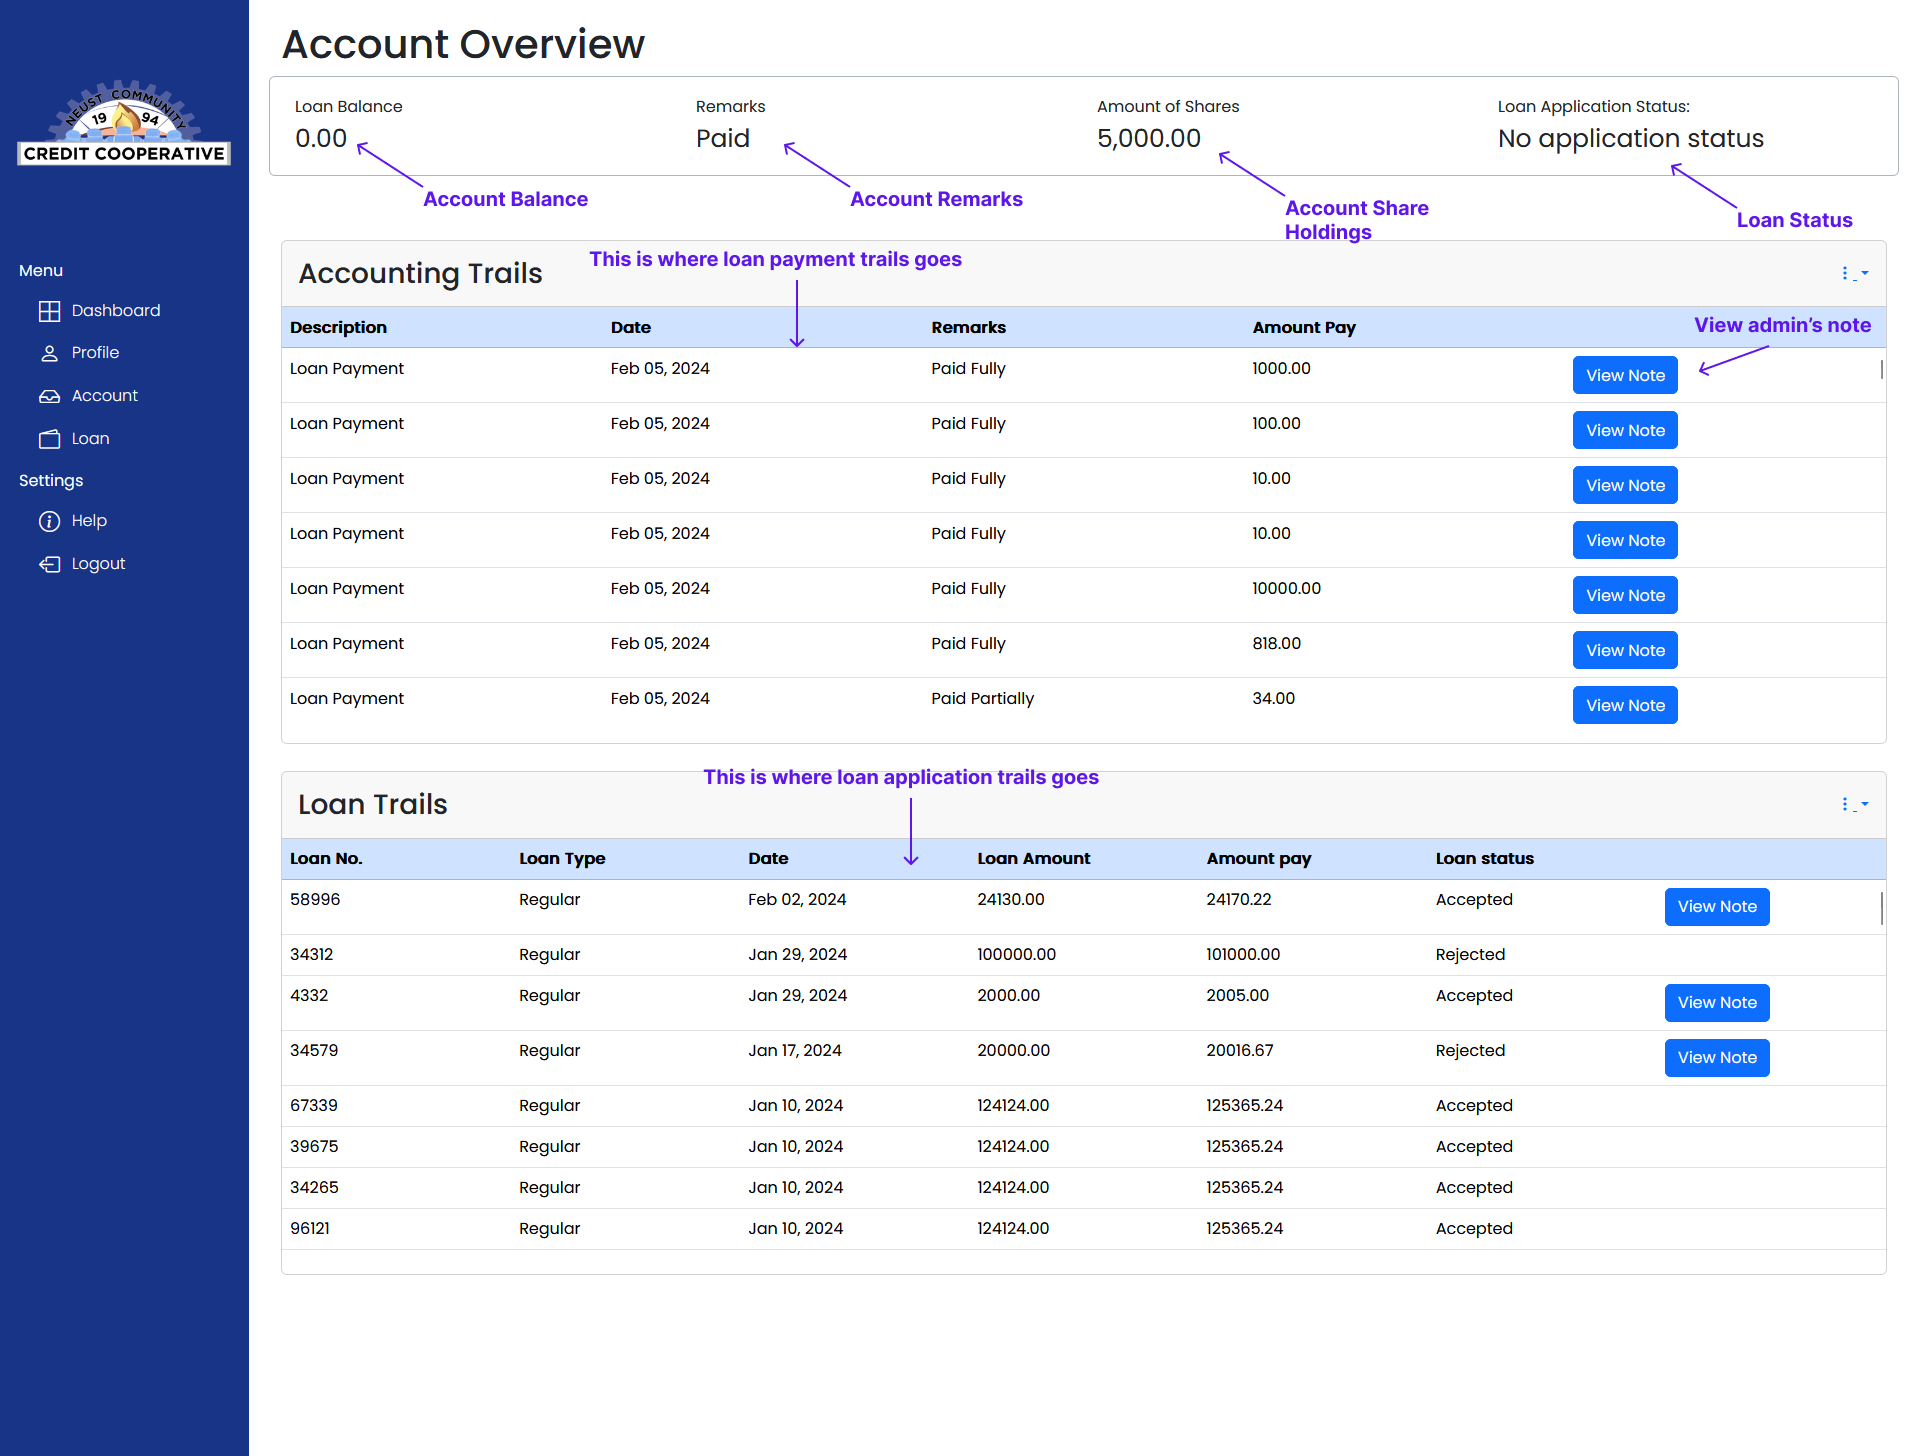 NEUST COMMUNITY
1994
CREDIT COOPERATIVE
Menu
Dashboard
Profile
Account
Loan
Settings
Help
Logout
Account Overview
Loan Balance
0.00
Account Balance
Remarks
Paid
Account Remarks
Amount of Shares
5,000.00
Account Share
Holdings
Loan Application Status:
No application status
Loan Status
Accounting Trails
This is where loan payment trails goes
Description Date Remarks Amount Pay
View admin's note
Loan Payment Feb 05, 2024 Paid Fully 1000.00 View Note
Loan Payment Feb 05, 2024 Paid Fully 100.00 View Note
Loan Payment Feb 05, 2024 Paid Fully 10.00 View Note
Loan Payment Feb 05, 2024 Paid Fully 10.00 View Note
Loan Payment Feb 05, 2024 Paid Fully 10000.00 View Note
Loan Payment Feb 05, 2024 Paid Fully 818.00 View Note
Loan Payment Feb 05, 2024 Paid Partially 34.00 View Note
This is where loan application trails goes
Loan Trails
Loan No. Loan Type Date Loan Amount Amount pay Loan status
58996 Regular Feb 02, 2024 24130.00 24170.22 Accepted View Note
34312 Regular Jan 29, 2024 100000.00 101000.00 Rejected
4332 Regular Jan 29, 2024 2000.00 2005.00 Accepted View Note
34579 Regular Jan 17, 2024 20000.00 20016.67 Rejected View Note
67339 Regular Jan 10, 2024 124124.00 125365.24 Accepted
39675 Regular Jan 10, 2024 124124.00 125365.24 Accepted
34265 Regular Jan 10, 2024 124124.00 125365.24 Accepted
96121 Regular Jan 10, 2024 124124.00 125365.24 Accepted